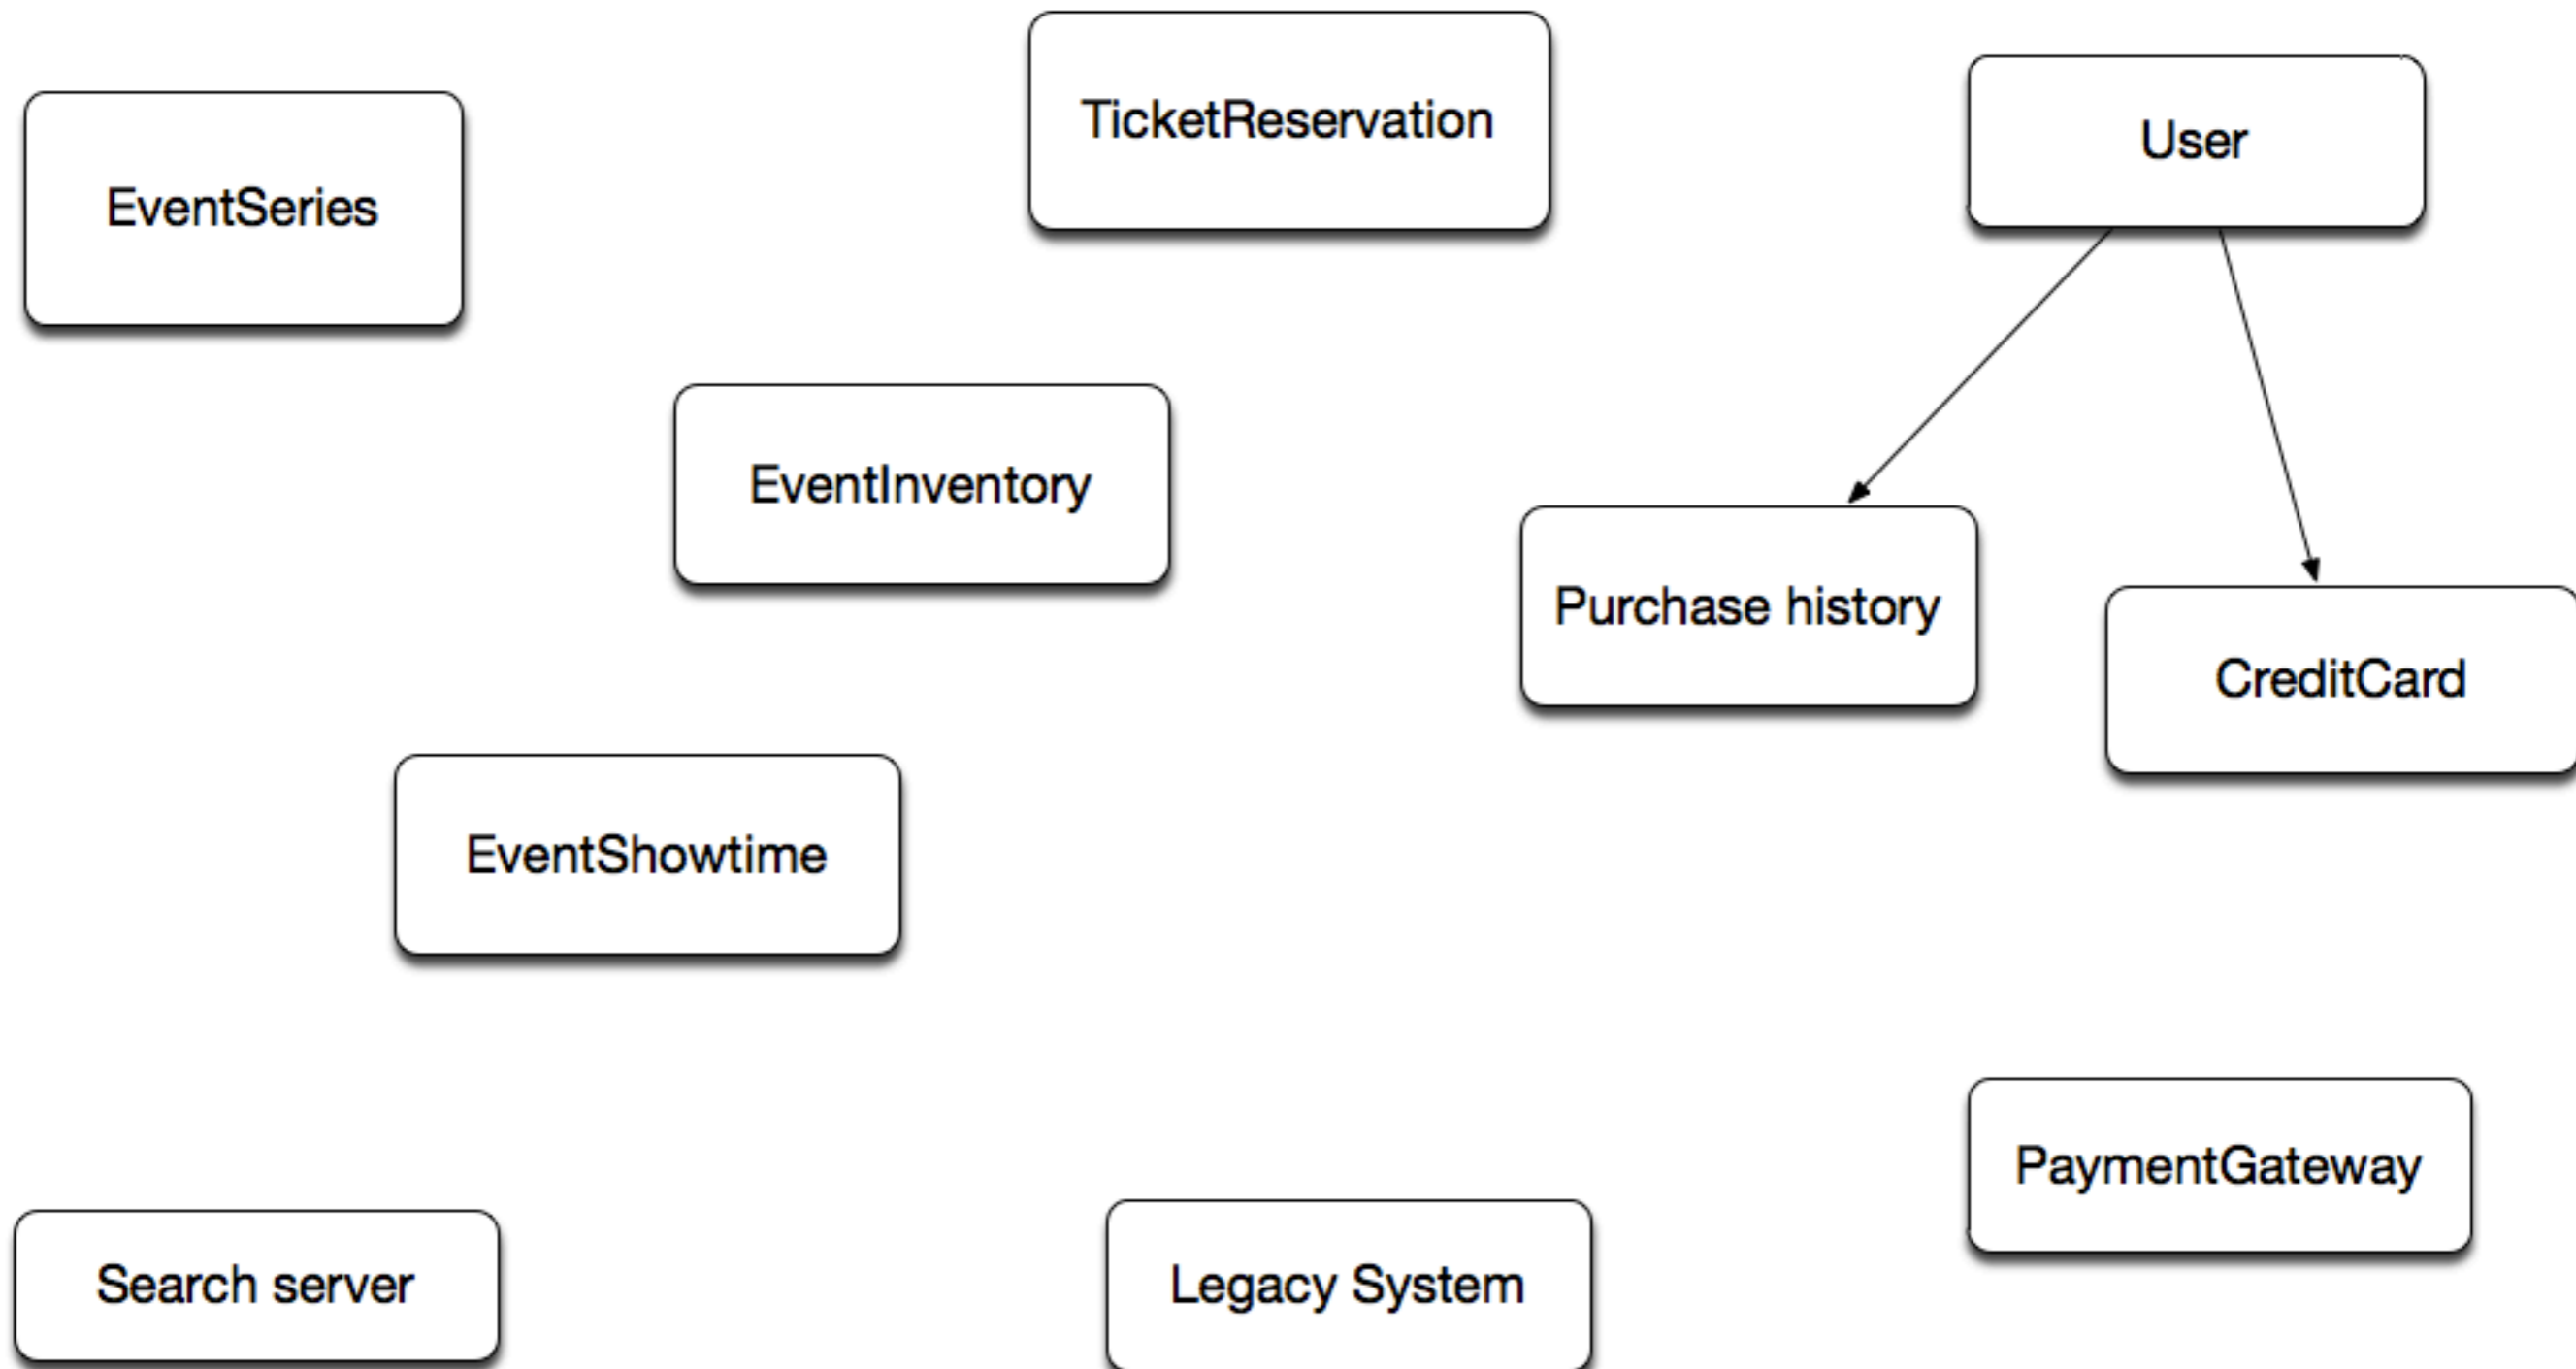 TicketReservation
User
EventSeries
EventInventory
Purchase history
CreditCard
EventShowtime
PaymentGateway
Search server
Legacy System